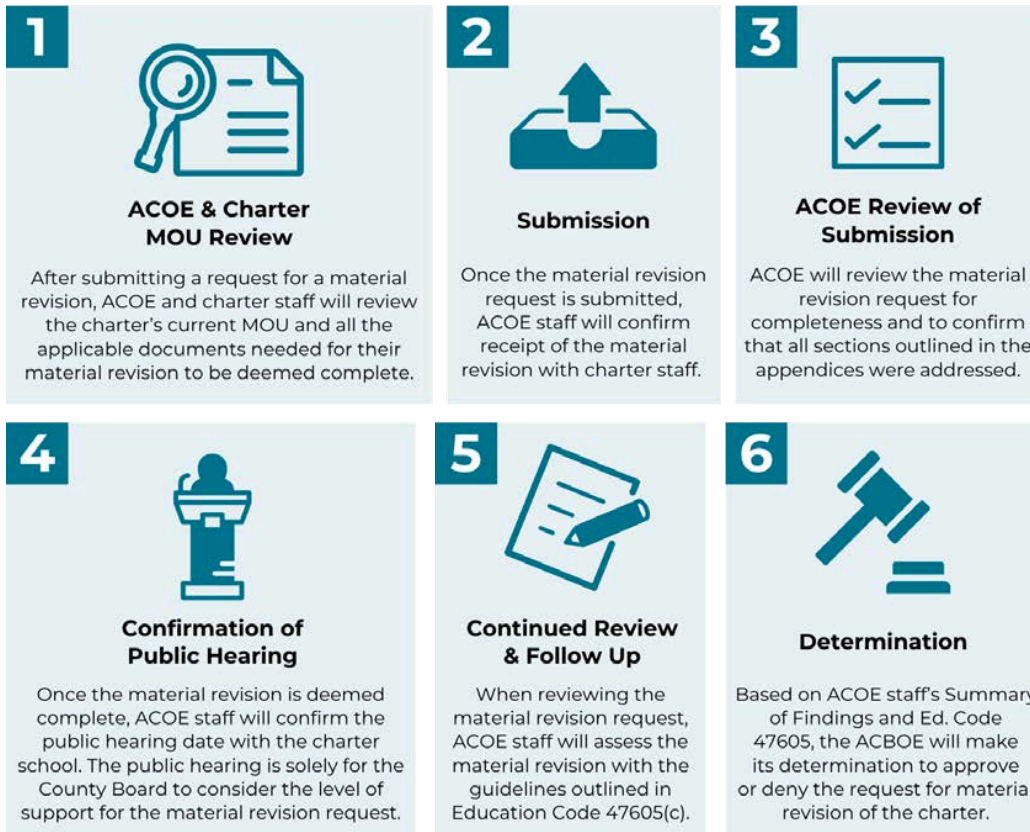 1
ACOE & Charter
MOU Review
After submitting a request for a material
revision, ACOE and charter staff will review
the charter's current MOU and all the
applicable documents needed for their
material revision to be deemed complete.
2
Submission
Once the material revision
request is submitted,
ACOE staff will confirm
receipt of the material
revision with charter staff.
3
ACOE Review of
Submission
ACOE will review the material
revision request for
completeness and to confirm
that all sections outlined in the
appendices were addressed.
4
Confirmation of
Public Hearing
Once the material revision is deemed
complete, ACOE staff will confirm the
public hearing date with the charter
school. The public hearing is solely for the
County Board to consider the level of
support for the material revision request.
5
Continued Review
& Follow Up
When reviewing the
material revision request,
ACOE staff will assess the
material revision with the
guidelines outlined in
Education Code 47605(c).
6
Determination
Based on ACOE staff's Summary
of Findings and Ed. Code
47605, the ACBOE will make
its determination to approve
or deny the request for material
revision of the charter.